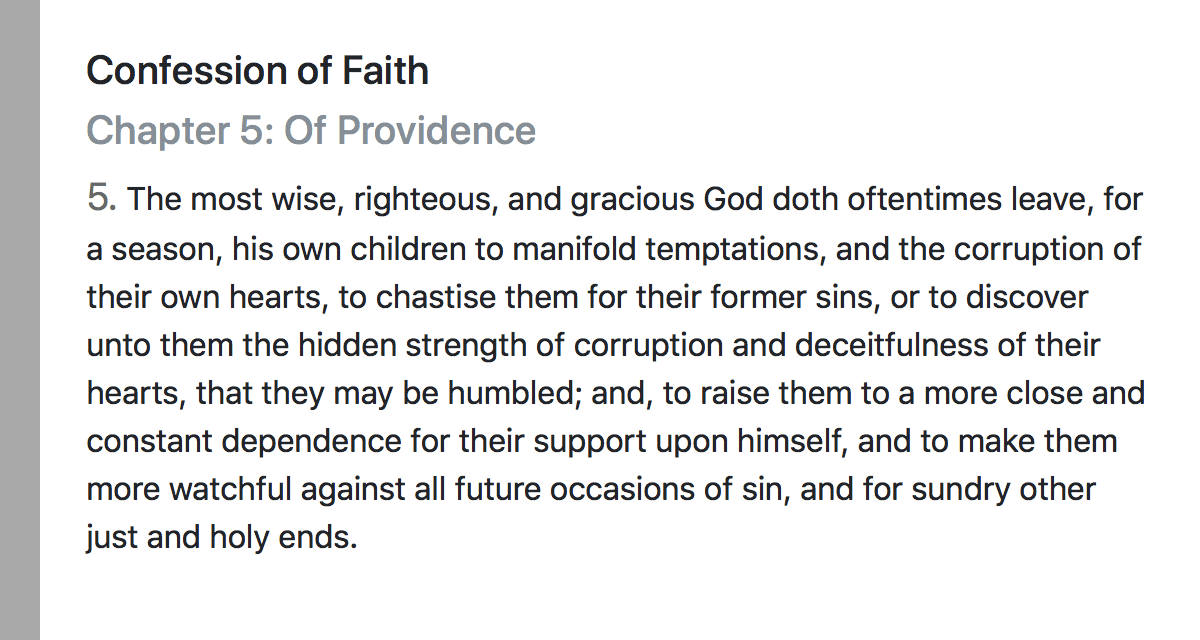 Confession of Faith
Chapter 5: Of Providence
5. The most wise, righteous, and gracious God doth oftentimes leave, for
a season, his own children to manifold temptations, and the corruption of
their own hearts, to chastise them for their former sins, or to discover
unto them the hidden strength of corruption and deceitfulness of their
hearts, that they may be humbled; and, to raise them to a more close and
constant dependence for their support upon himself, and to make them
more watchful against all future occasions of sin, and for sundry other
just and holy ends.